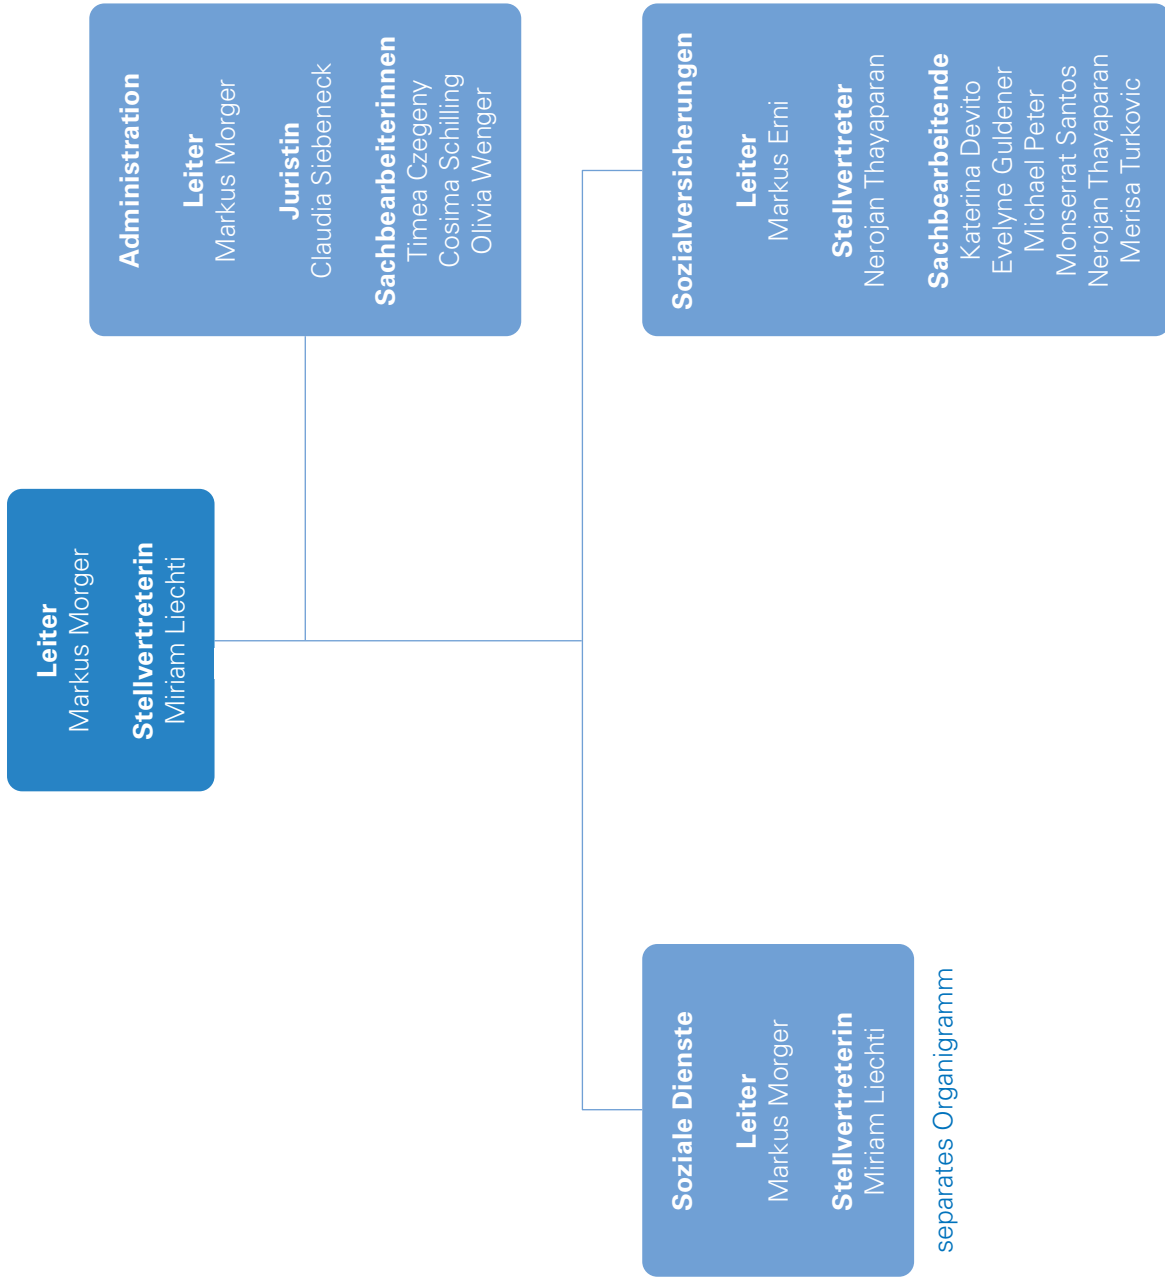 Leiter
Markus Morger
Stellvertreterin
Miriam Liechti
Administration
Leiter
Markus Morger
Juristin
Claudia Siebeneck
Sachbearbeiterinnen
Timea Czegeny
Cosima Schilling
Olivia Wenger
Soziale Dienste
Leiter
Markus Morger
Stellvertreterin
Miriam Liechti
separates Organigramm
Sozialversicherungen
Leiter
Markus Erni
Stellvertreter
Nerojan Thayaparan
Sachbearbeitende
Katerina Devito
Evelyne Guldener
Michael Peter
Monserrat Santos
Nerojan Thayaparan
Merisa Turkovic